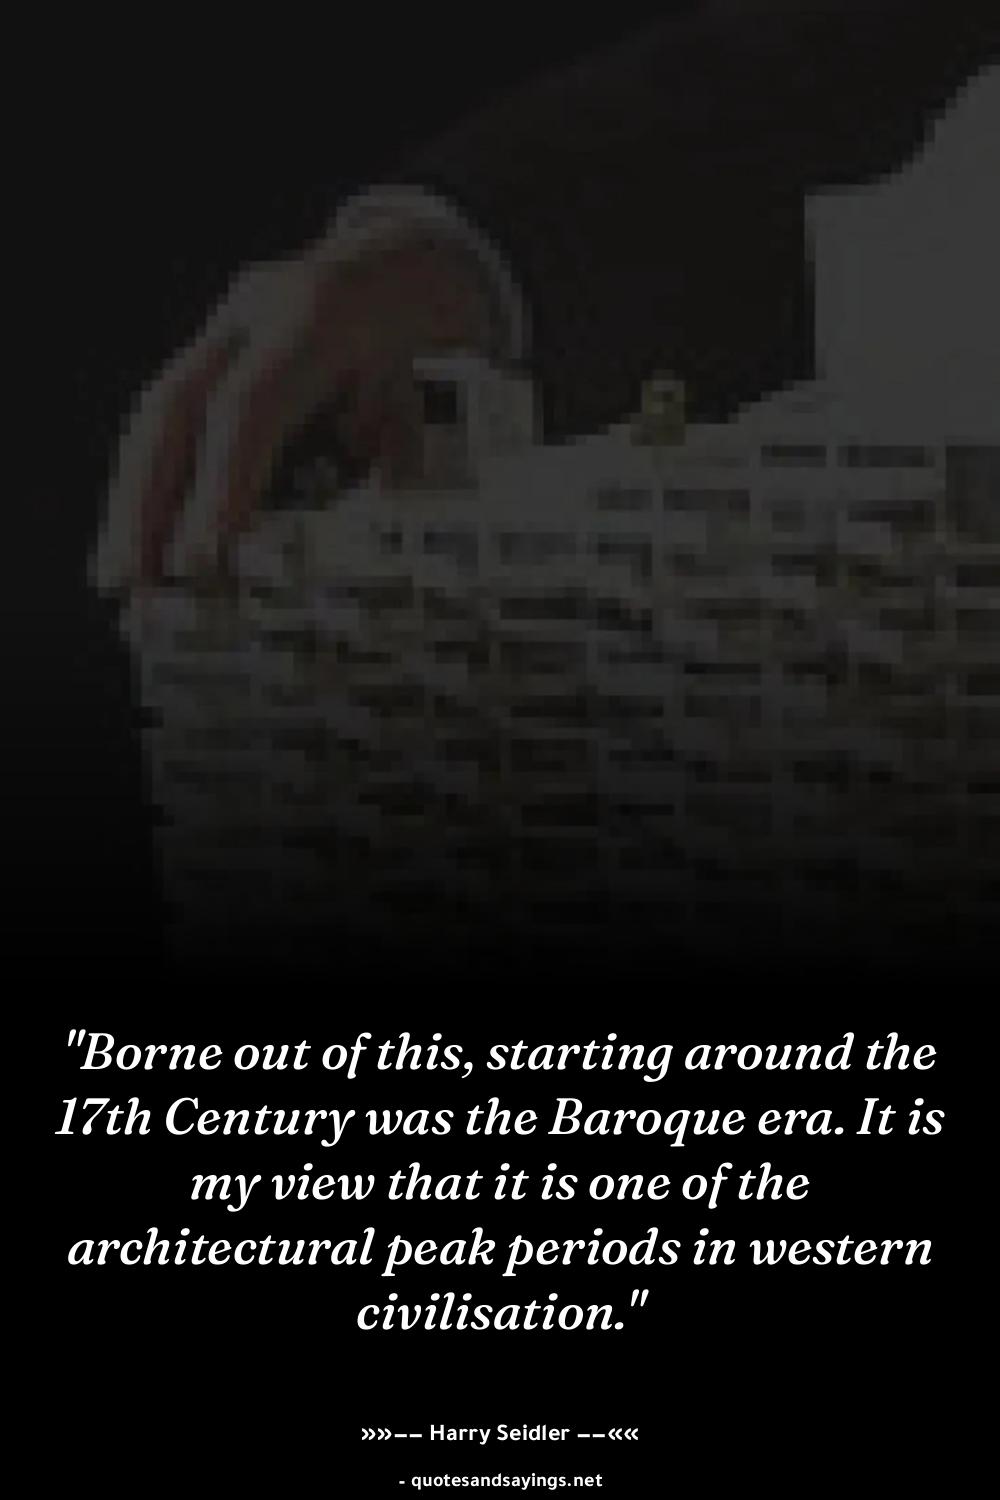 "Borne out of this, starting around the
17th Century was the Baroque era. It is
my view that it is one of the
architectural peak periods in western
civilisation."
»»−− Harry Seidler −−««
- quotesandsayings.net